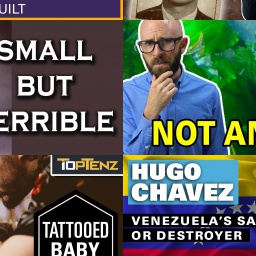 UILT
SMALL
BUT
ERRIBLE
NOT AN
TOPTENZ
TATTOOED
BABY
HUGO
CHAVEZ
VENEZUELA'S SA
OR DESTROYER